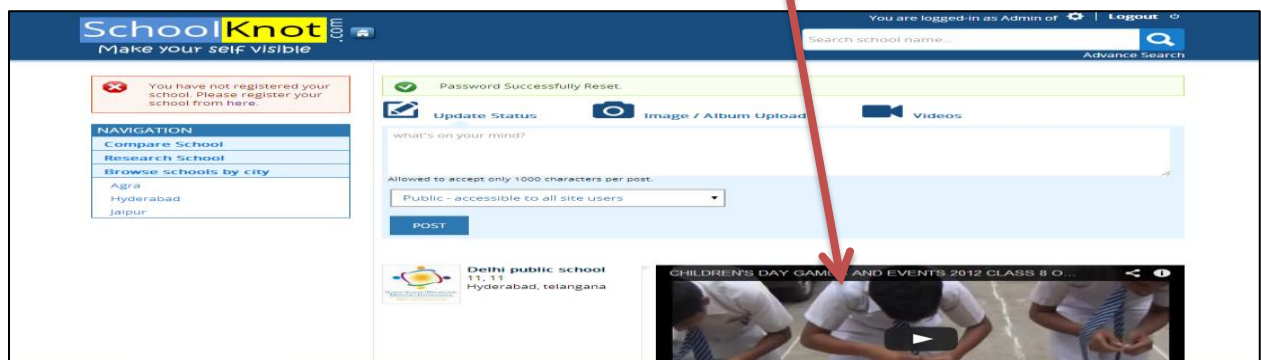 SchoolKnot.com
Make your self visible
You are logged-in as Admin of | Logout
Search school name...
Advance Search
You have not registered your
school. Please register your
school from here.
NAVIGATION
Compare School
Research School
Browse schools by city
Agra
Hyderabad
Jaipur
Password Successfully Reset.
Update Status Image / Album Upload Videos
what's on your mind?
Allowed to accept only 1000 characters per post.
Public - accessible to all site users
POST
Delhi public school
11, 11
Hyderabad, telangana
CHILDREN'S DAY GAMES AND EVENTS 2012 CLASS 8 O...